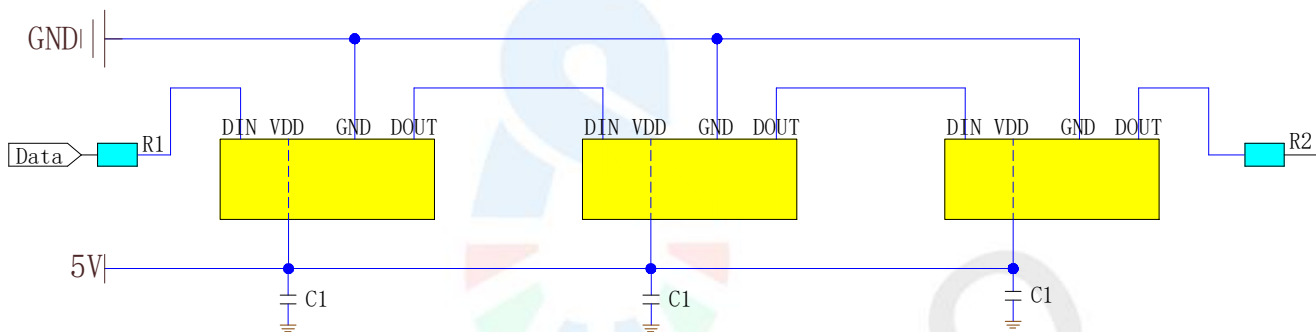 GND
DIN VDD GND DOUT DIN VDD GND DOUT DIN VDD GND DOUT
Data R1 R2
5V
C1 C1 C1